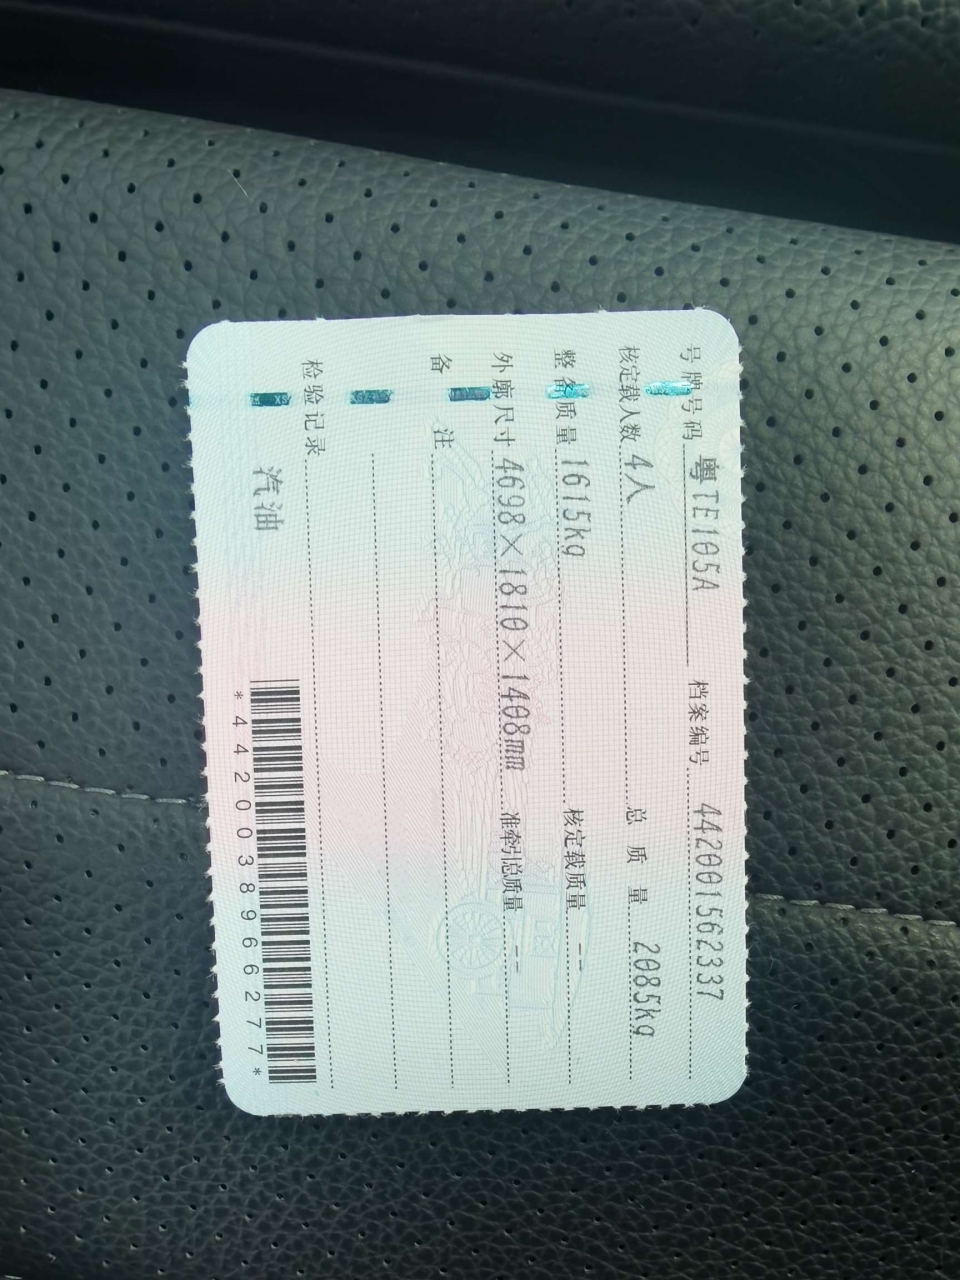 号牌号码 粤TE105A 档案编号 442001562337
核定载人数 4人 总质量 2085kg
整备质量 1615kg 核定载质量 --
外廓尺寸 4698×1810×1408mm 准牵引总质量 --
备注
检验记录
汽油
*4420038966277*